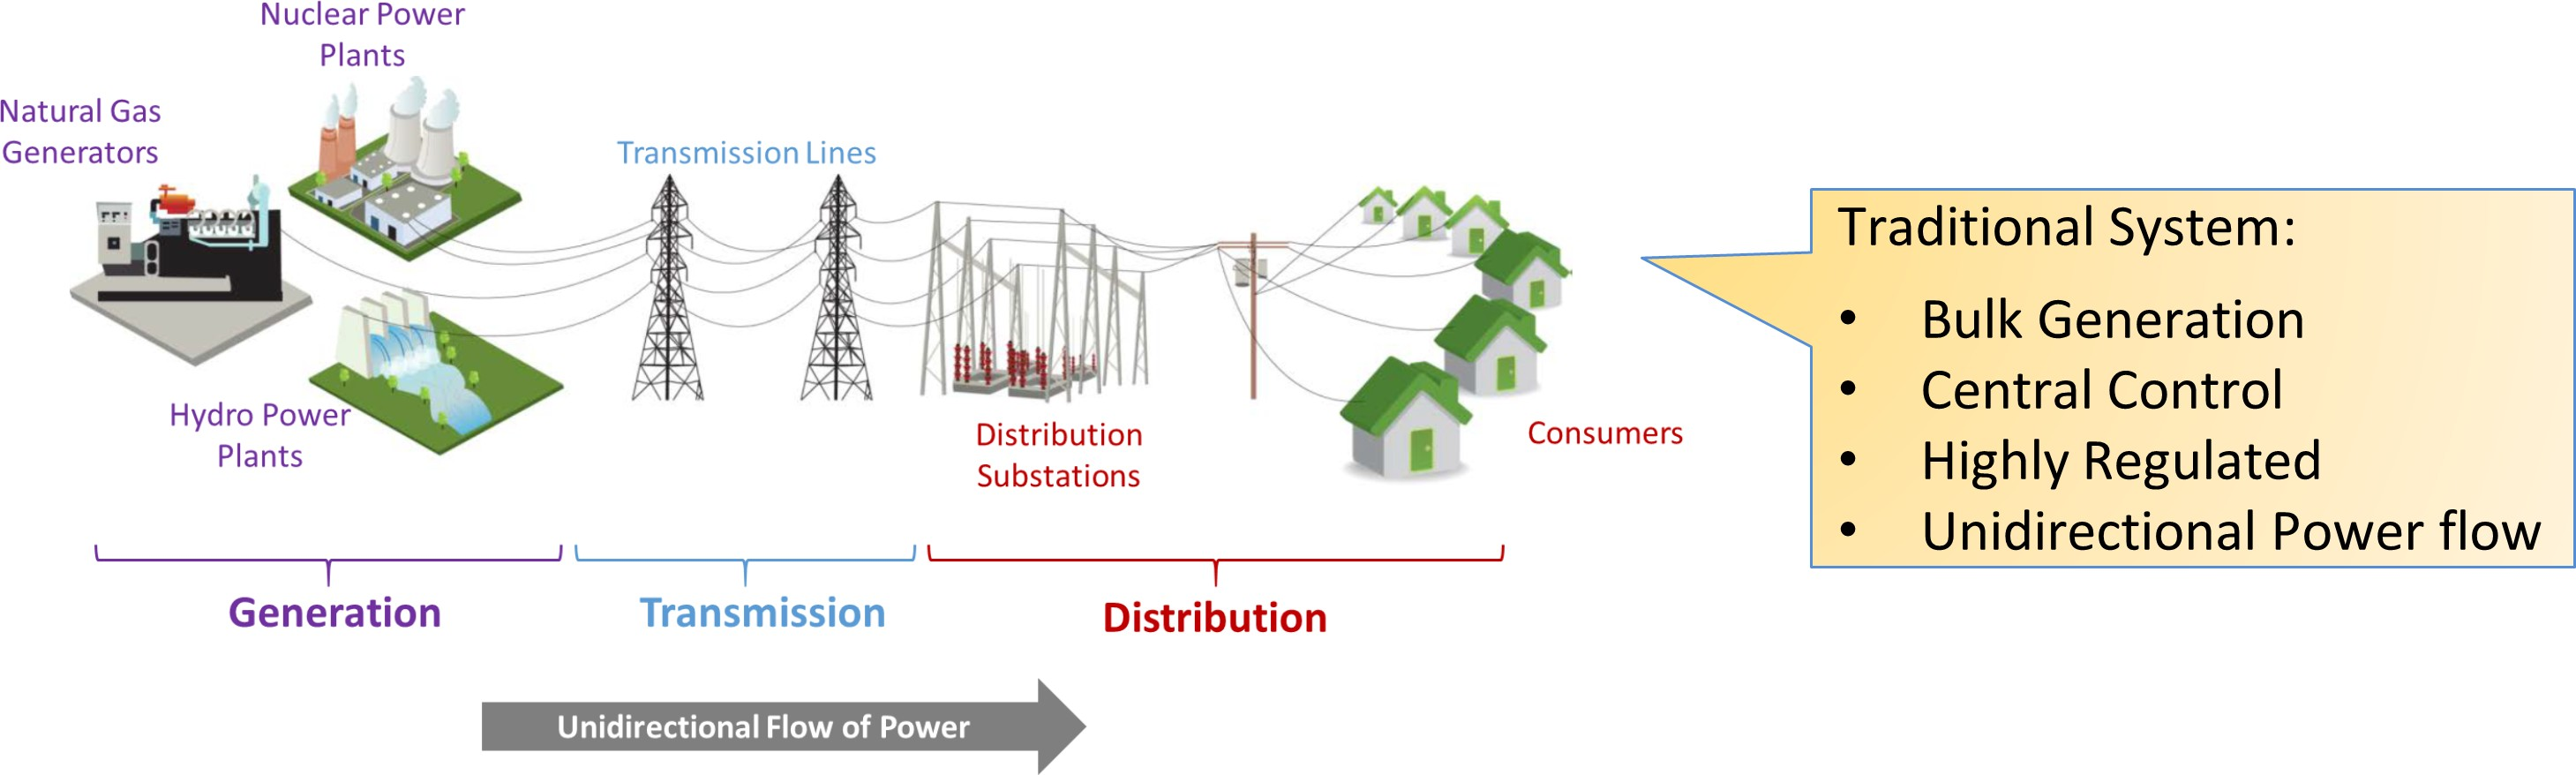 Nuclear Power
Plants
Natural Gas
Generators
Hydro Power
Plants
Transmission Lines
Distribution
Substations
Consumers
Generation
Transmission
Distribution
Unidirectional Flow of Power
Traditional System:
• Bulk Generation
• Central Control
• Highly Regulated
• Unidirectional Power flow